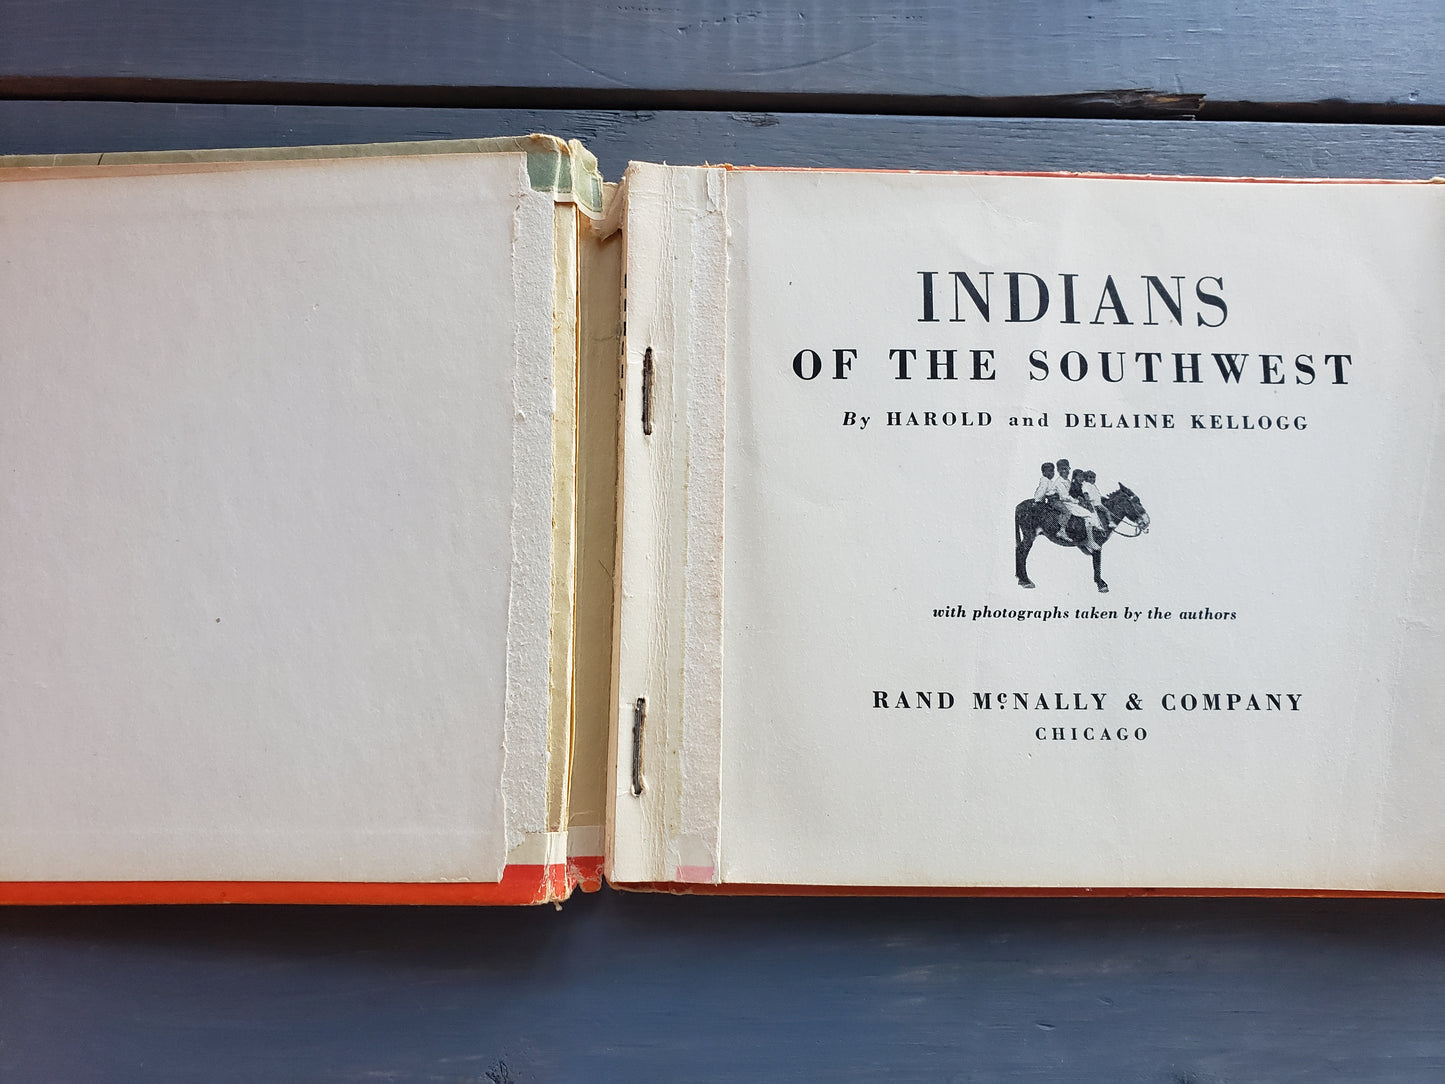 INDIANS
OF THE SOUTHWEST
By HAROLD and DELAINE KELLOGG
with photographs taken by the authors
RAND McNALLY & COMPANY
CHICAGO